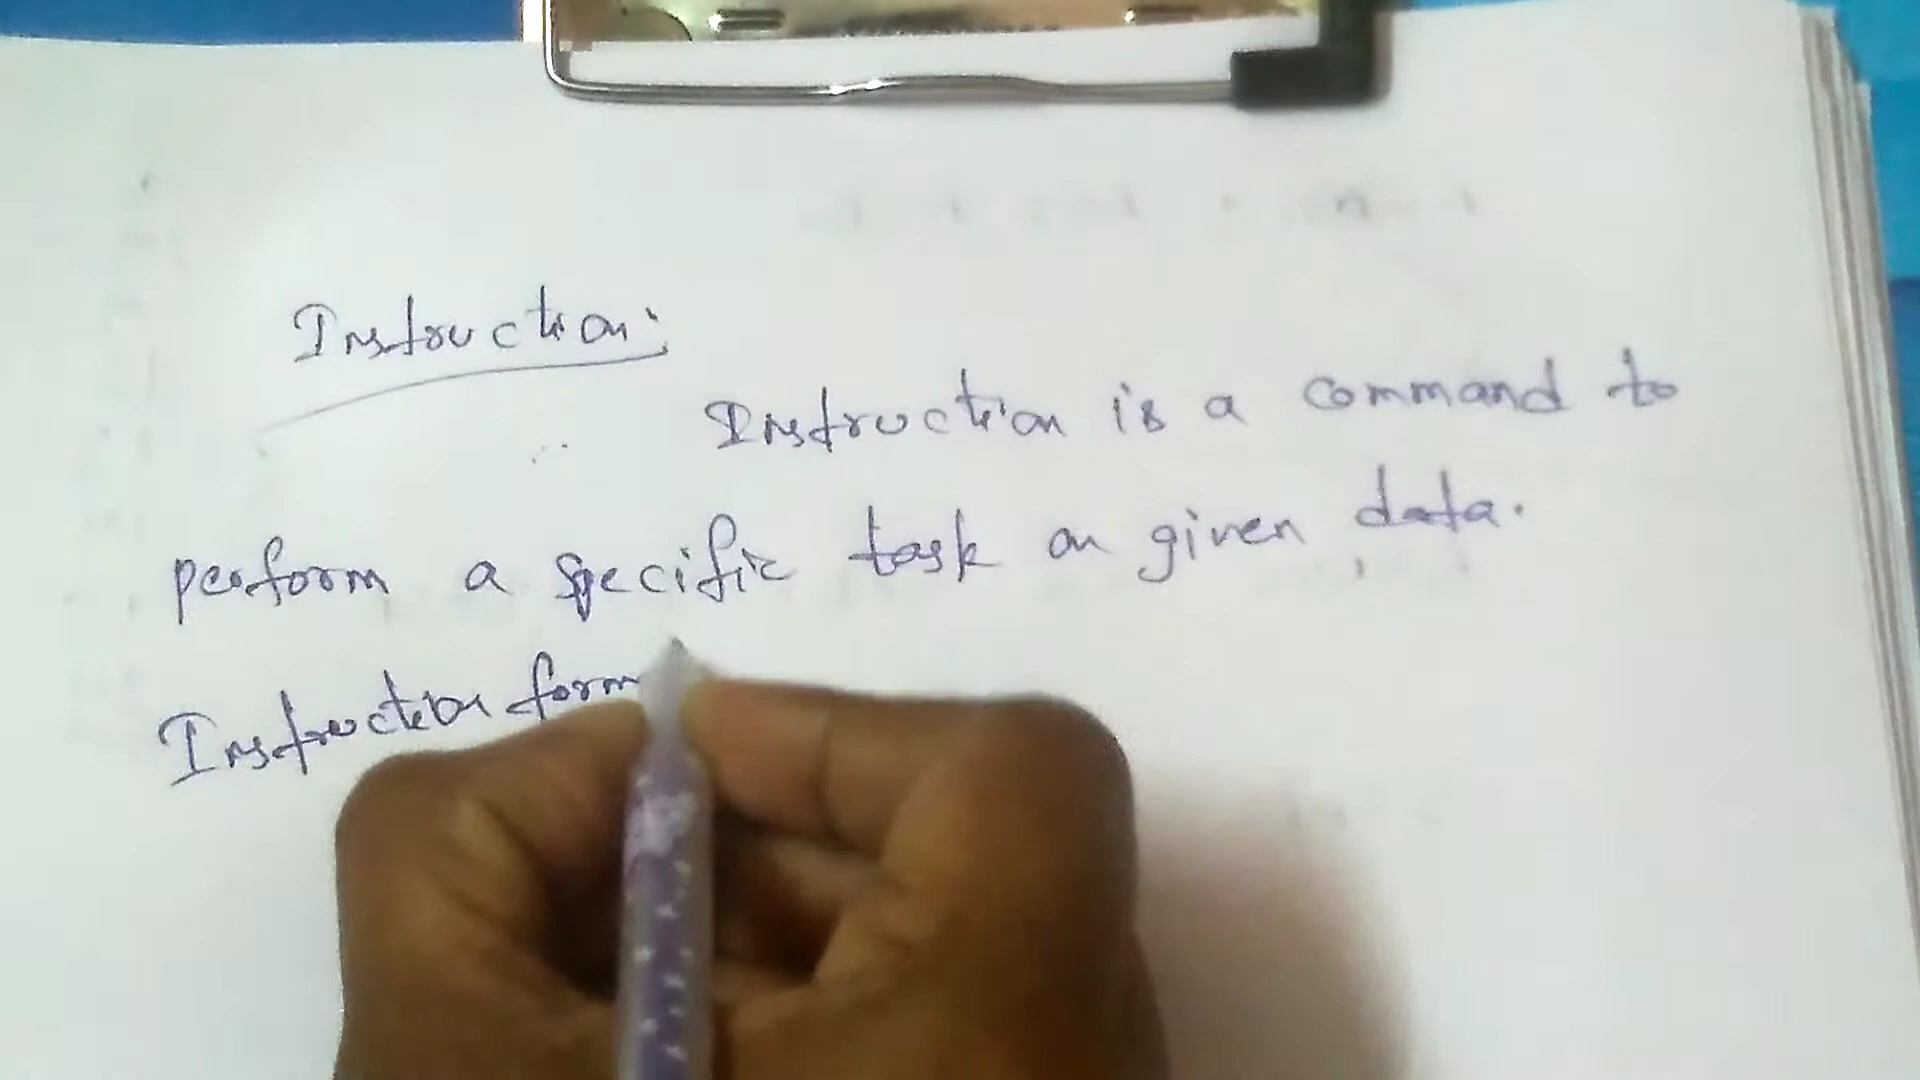 Instruction:
Instruction is a command to
perform a specific task on given data.
Instruction form